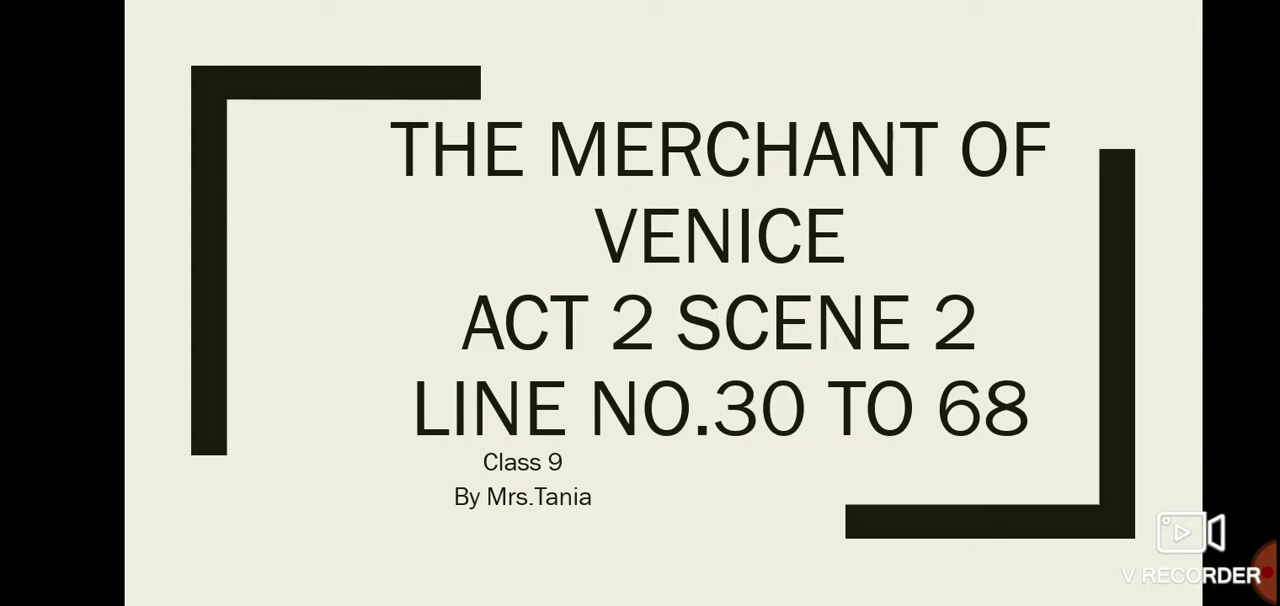 THE MERCHANT OF
VENICE
ACT 2 SCENE 2
LINE NO.30 TO 68
Class 9
By Mrs.Tania
V RECORDER